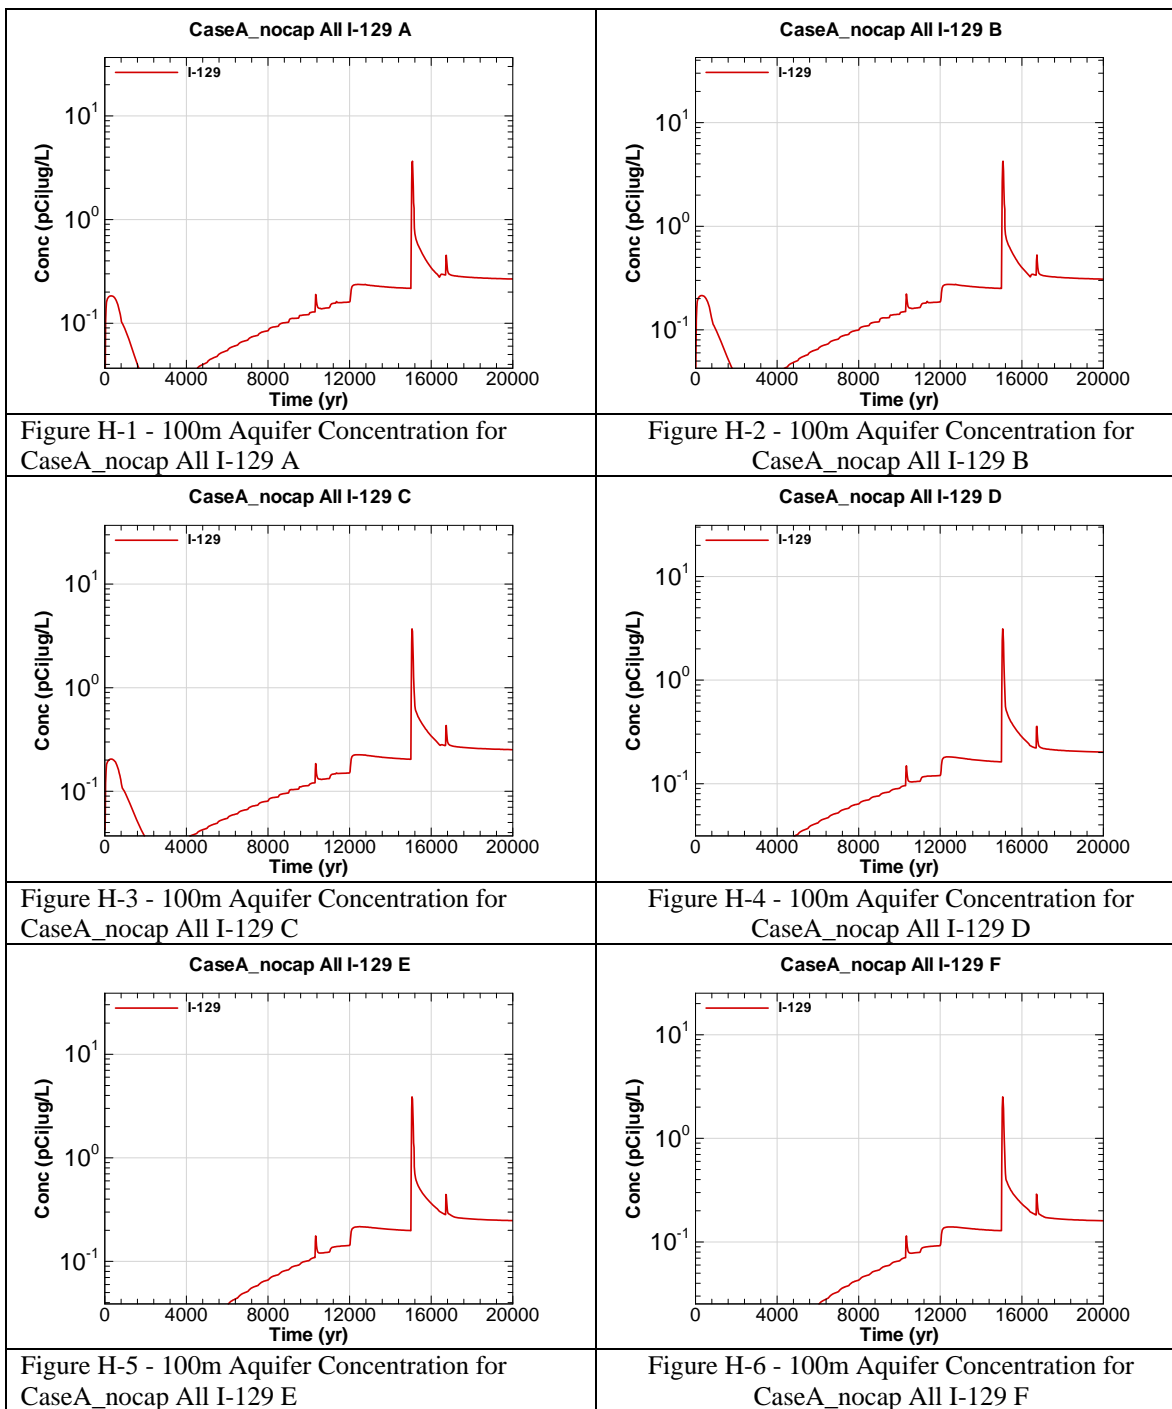 CaseA_nocap All I-129 A
I-129
10^1
10^0
10^-1
Conc (pCi|ug/L)
0 4000 8000 12000 16000 20000
Time (yr)
Figure H-1 - 100m Aquifer Concentration for
CaseA_nocap All I-129 A
CaseA_nocap All I-129 B
I-129
10^1
10^0
10^-1
Conc (pCi|ug/L)
0 4000 8000 12000 16000 20000
Time (yr)
Figure H-2 - 100m Aquifer Concentration for
CaseA_nocap All I-129 B
CaseA_nocap All I-129 C
I-129
10^1
10^0
10^-1
Conc (pCi|ug/L)
0 4000 8000 12000 16000 20000
Time (yr)
Figure H-3 - 100m Aquifer Concentration for
CaseA_nocap All I-129 C
CaseA_nocap All I-129 D
I-129
10^1
10^0
10^-1
Conc (pCi|ug/L)
0 4000 8000 12000 16000 20000
Time (yr)
Figure H-4 - 100m Aquifer Concentration for
CaseA_nocap All I-129 D
CaseA_nocap All I-129 E
I-129
10^1
10^0
10^-1
Conc (pCi|ug/L)
0 4000 8000 12000 16000 20000
Time (yr)
Figure H-5 - 100m Aquifer Concentration for
CaseA_nocap All I-129 E
CaseA_nocap All I-129 F
I-129
10^1
10^0
10^-1
Conc (pCi|ug/L)
0 4000 8000 12000 16000 20000
Time (yr)
Figure H-6 - 100m Aquifer Concentration for
CaseA_nocap All I-129 F